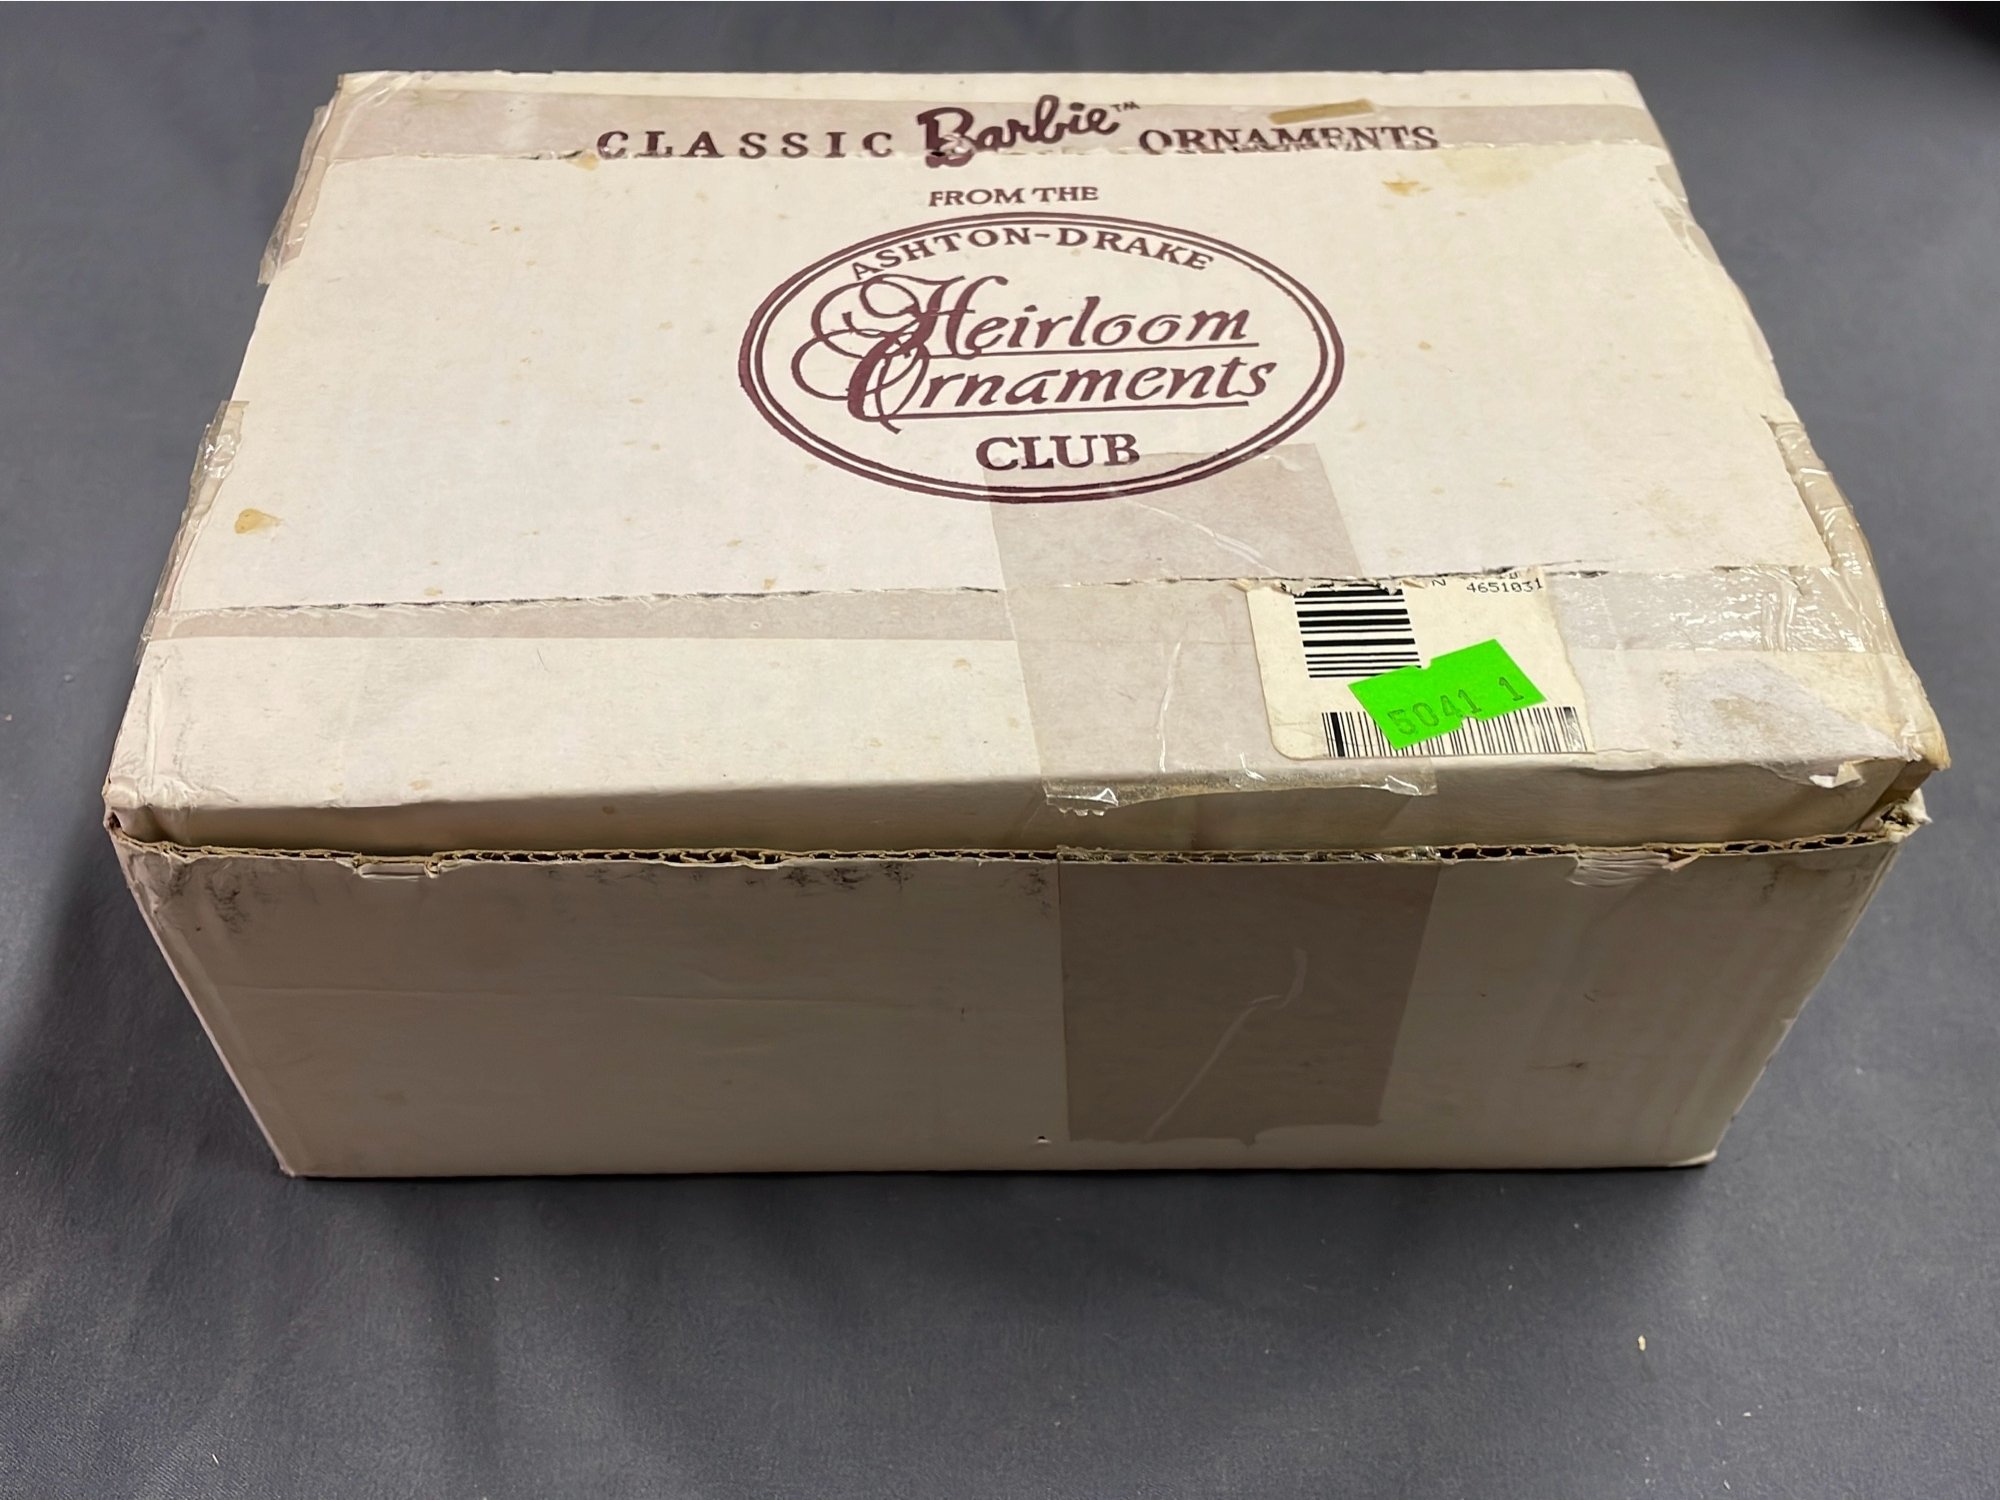 CLASSIC Barbie™ ORNAMENTS
FROM THE
ASHTON-DRAKE
Heirloom
Ornaments
CLUB
4651031
5041 1